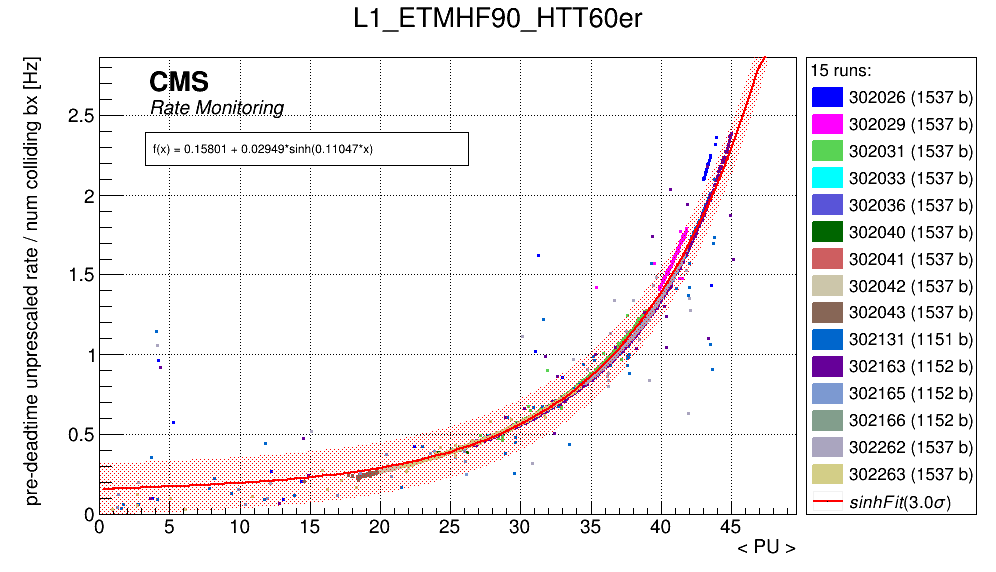 L1_ETMHF90_HTT60er
pre-deadtime unprescaled rate / num colliding bx [Hz]
CMS
Rate Monitoring
f(x) = 0.15801 + 0.02949*sinh(0.11047*x)
2.5
2
1.5
1
0.5
0
0 5 10 15 20 25 30 35 40 45
< PU >
15 runs:
302026 (1537 b)
302029 (1537 b)
302031 (1537 b)
302033 (1537 b)
302036 (1537 b)
302040 (1537 b)
302041 (1537 b)
302042 (1537 b)
302043 (1537 b)
302131 (1151 b)
302163 (1152 b)
302165 (1152 b)
302166 (1152 b)
302262 (1537 b)
302263 (1537 b)
sinhFit(3.0σ)